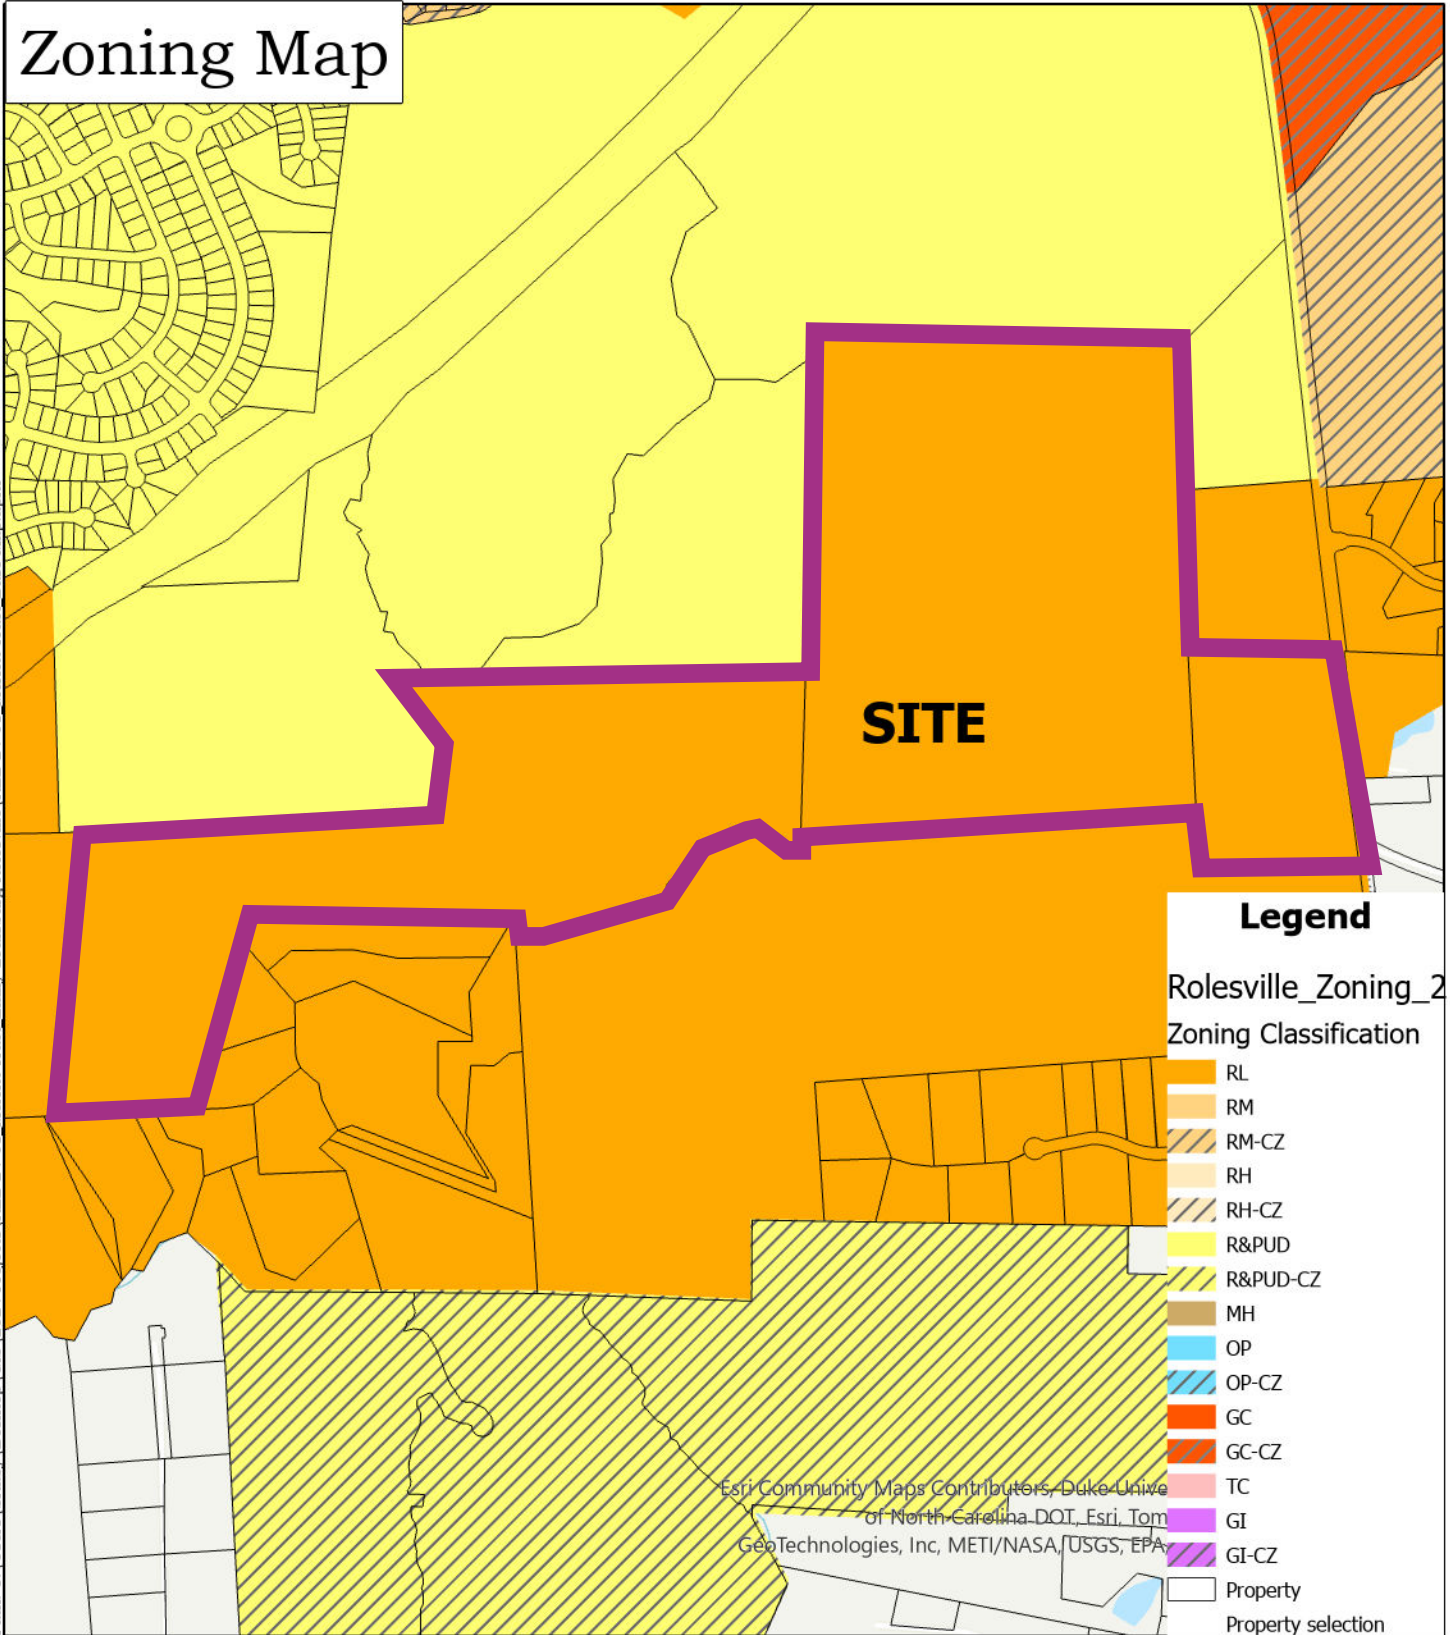 Zoning Map
SITE
Legend
Rolesville_Zoning_2
Zoning Classification
RL
RM
RM-CZ
RH
RH-CZ
R&PUD
R&PUD-CZ
MH
OP
OP-CZ
GC
GC-CZ
TC
GI
GI-CZ
Property
Property selection
Esri Community Maps Contributors, Duke Unive
of North Carolina DOT, Esri, Tom
GeoTechnologies, Inc, METI/NASA, USGS, EPA,